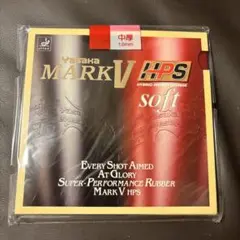 中厚
Yasaka
MARK V HPS
soft
EVERY SHOT AIMED
AT GLORY
SUPER-PERFORMANCE RUBBER
MARK V HPS